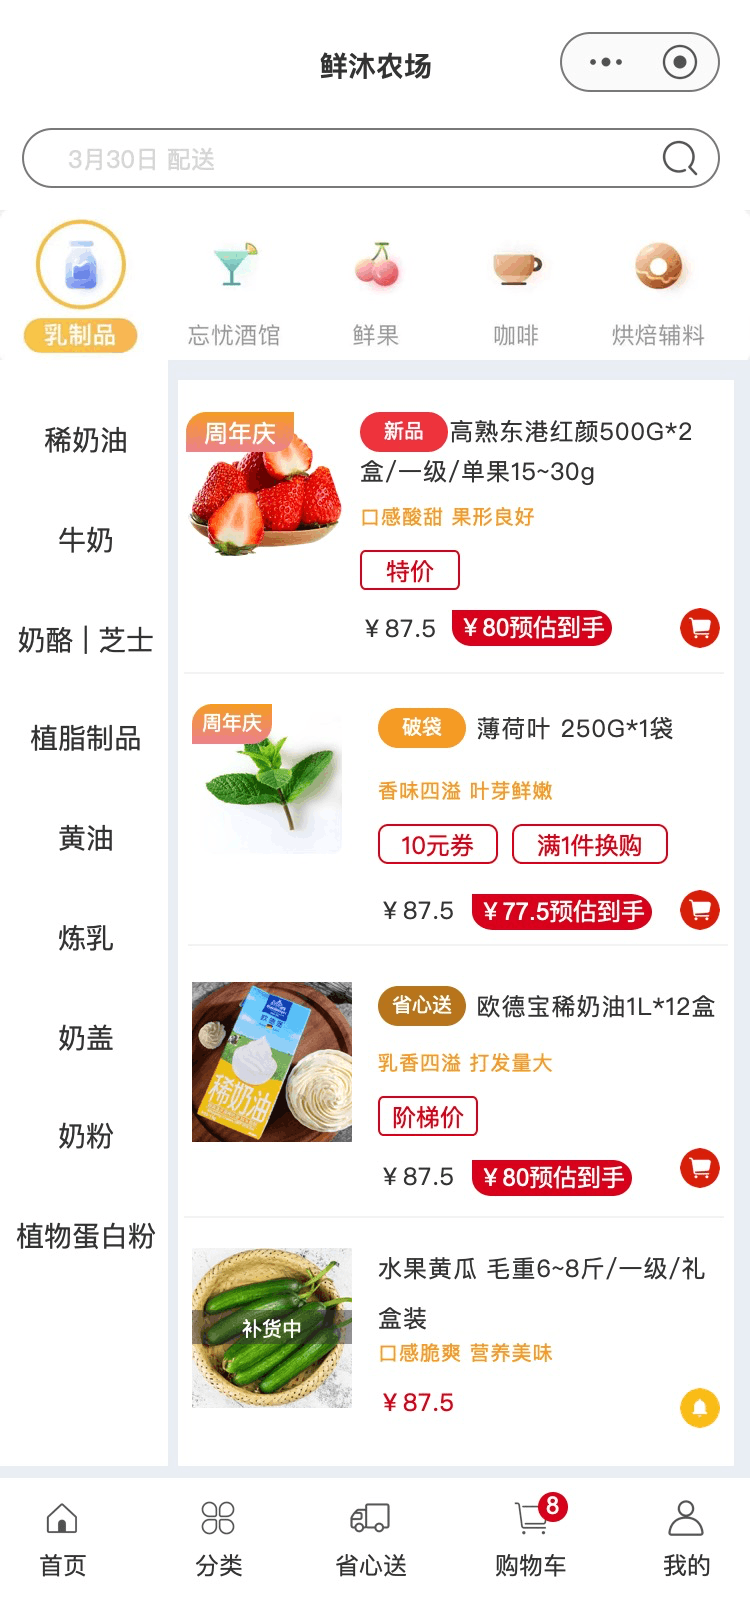 鲜沐农场
3月30日 配送
乳制品
忘忧酒馆
鲜果
咖啡
烘焙辅料
稀奶油
牛奶
奶酪 | 芝士
植脂制品
黄油
炼乳
奶盖
奶粉
植物蛋白粉
周年庆
新品 高熟东港红颜500G*2
盒/一级/单果15~30g
口感酸甜 果形良好
特价
￥87.5 ￥80预估到手
周年庆
破袋 薄荷叶 250G*1袋
香味四溢 叶芽鲜嫩
10元券 满1件换购
￥87.5 ￥77.5预估到手
稀奶油
省心送 欧德宝稀奶油1L*12盒
乳香四溢 打发量大
阶梯价
￥87.5 ￥80预估到手
补货中
水果黄瓜 毛重6~8斤/一级/礼
盒装
口感脆爽 营养美味
￥87.5
8
首页
分类
省心送
购物车
我的